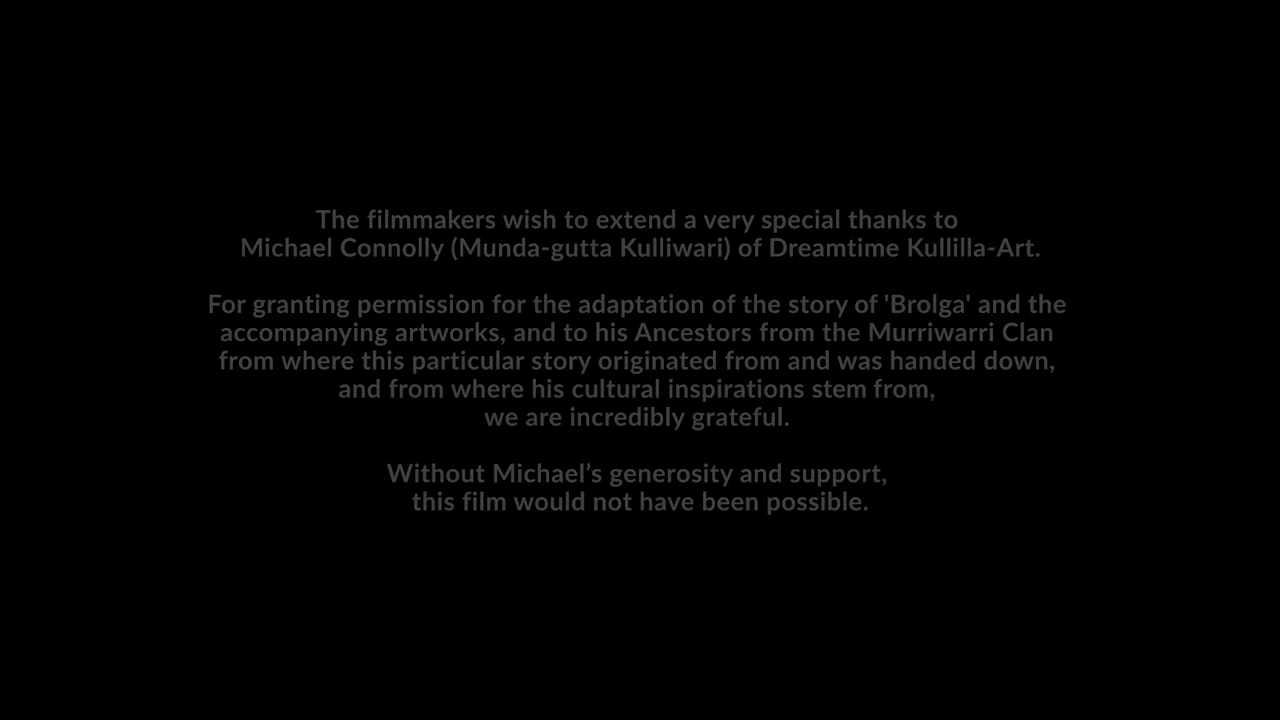 The filmmakers wish to extend a very special thanks to
Michael Connolly (Munda-gutta Kulliwari) of Dreamtime Kullilla-Art.
For granting permission for the adaptation of the story of 'Brolga' and the
accompanying artworks, and to his Ancestors from the Murriwarri Clan
from where this particular story originated from and was handed down,
and from where his cultural inspirations stem from,
we are incredibly grateful.
Without Michael’s generosity and support,
this film would not have been possible.